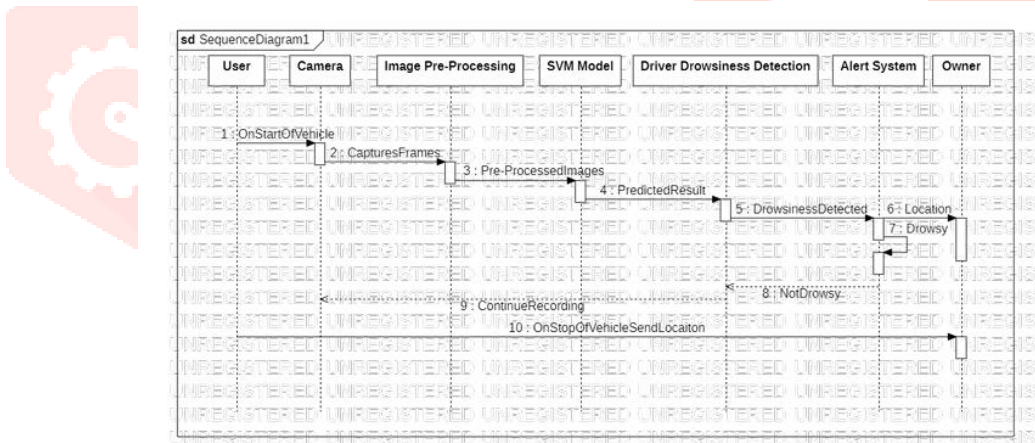 sd SequenceDiagram1
User
Camera
Image Pre-Processing
SVM Model
Driver Drowsiness Detection
Alert System
Owner
1 : OnStartOfVehicle
2 : CapturesFrames
3 : Pre-ProcessedImages
4 : PredictedResult
5 : DrowsinessDetected
6 : Location
7 : Drowsy
8 : NotDrowsy
9 : ContinueRecording
10 : OnStopOfVehicleSendLocaiton
UNREGISTERED